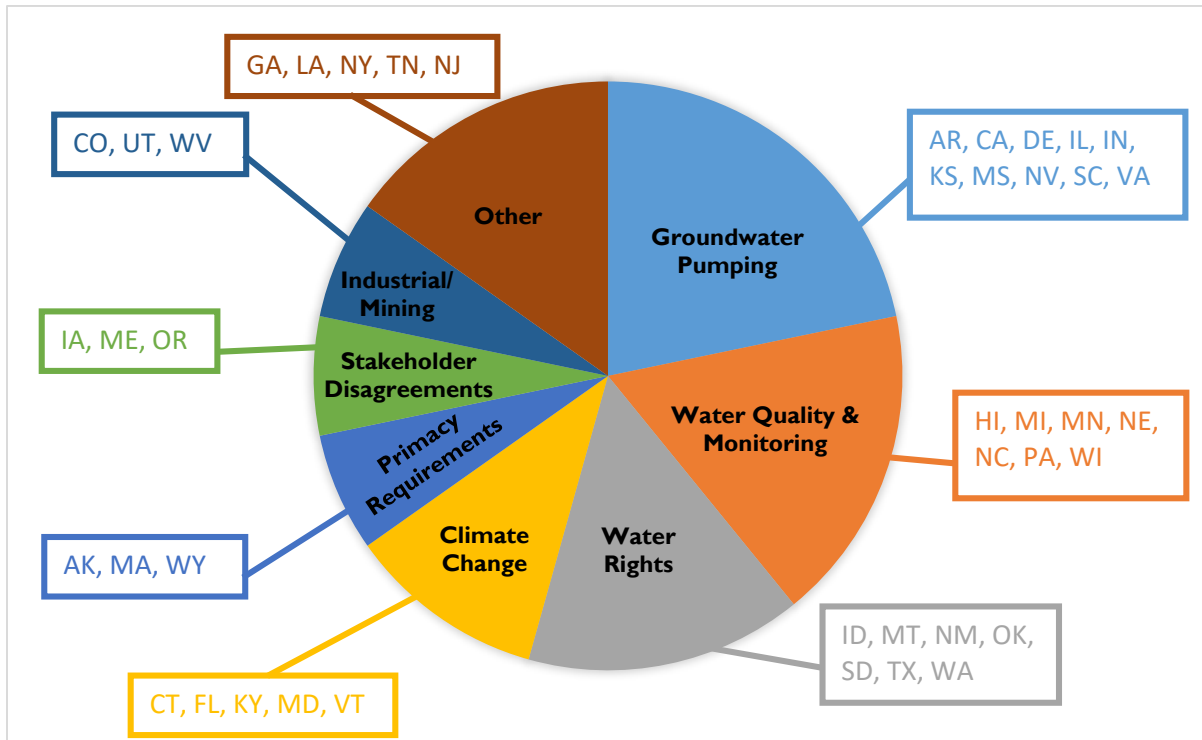 GA, LA, NY, TN, NJ
CO, UT, WV
AR, CA, DE, IL, IN,
KS, MS, NV, SC, VA
Other
Groundwater
Pumping
Industrial/
Mining
IA, ME, OR
Stakeholder
Disagreements
Water Quality &
Monitoring
HI, MI, MN, NE,
NC, PA, WI
Primacy
Requirements
AK, MA, WY
Climate
Change
Water
Rights
ID, MT, NM, OK,
SD, TX, WA
CT, FL, KY, MD, VT